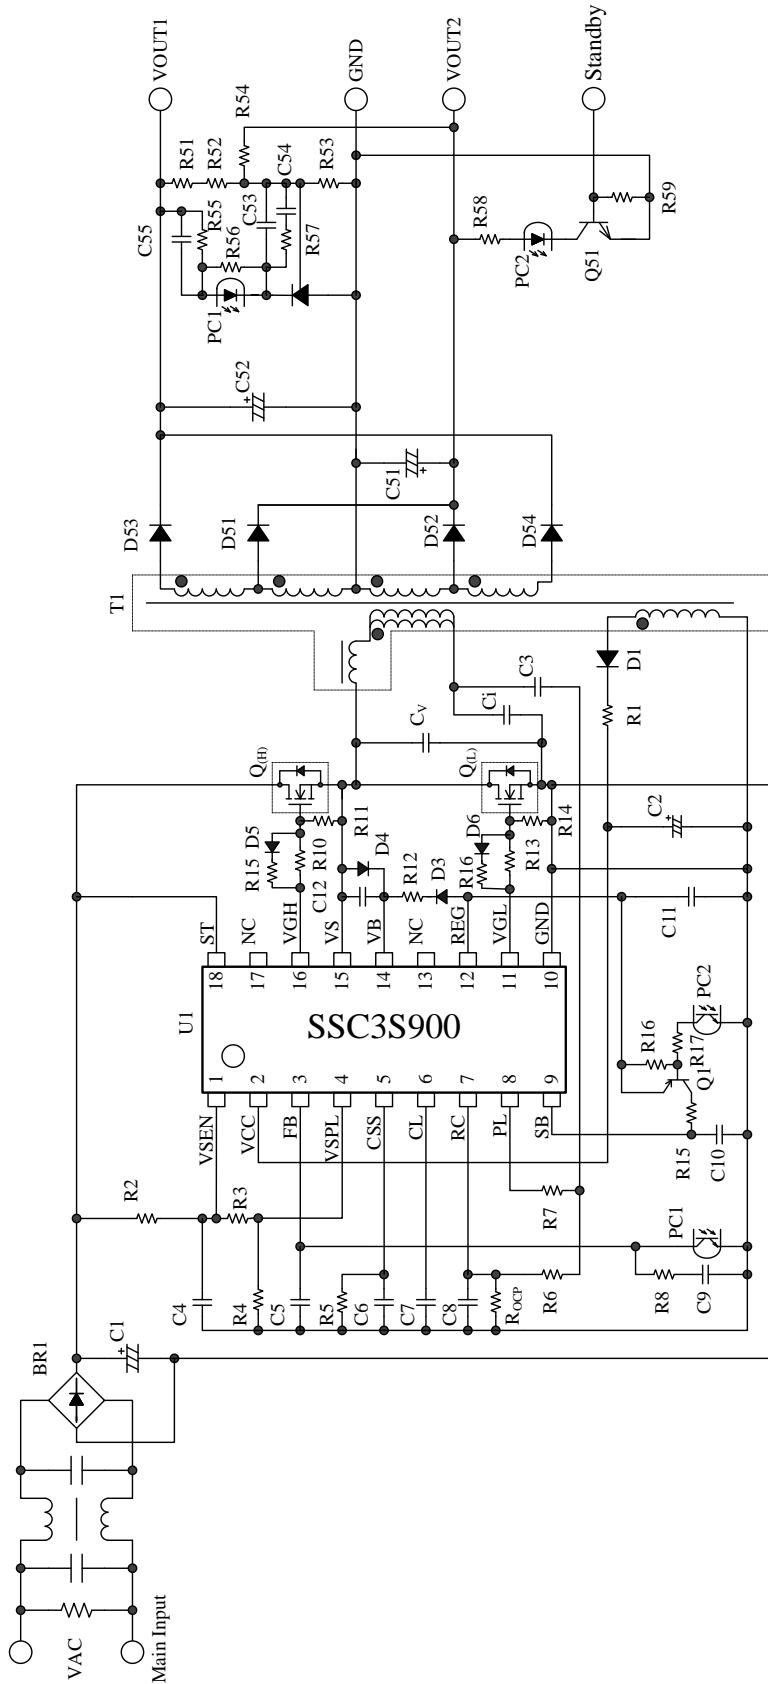 VAC
Main Input
BR1
C1
R2
C4
R3
R4
C5
R5
C6
C7
C8
ROCP
R6
R7
R8
C9
PC1
R15
C10
Q1
R16
R17
PC2
C11
U1
SSC3S900
1
2
3
4
5
6
7
8
9
VSEN
VCC
FB
VSPL
CSS
CL
RC
PL
SB
18
17
16
15
14
13
12
11
10
ST
NC
VGH
VS
VB
NC
REG
VGL
GND
R15
D5
R10
C12
R11
D4
R12
D3
R16
D6
R13
R14
Q(H)
Q(L)
CV
Ci
C3
C2
R1
D1
T1
D53
D51
D52
D54
C51
C52
C55
PC1
R55
R56
C53
R57
C54
R51
R52
R53
R54
R58
PC2
Q51
R59
VOUT1
GND
VOUT2
Standby